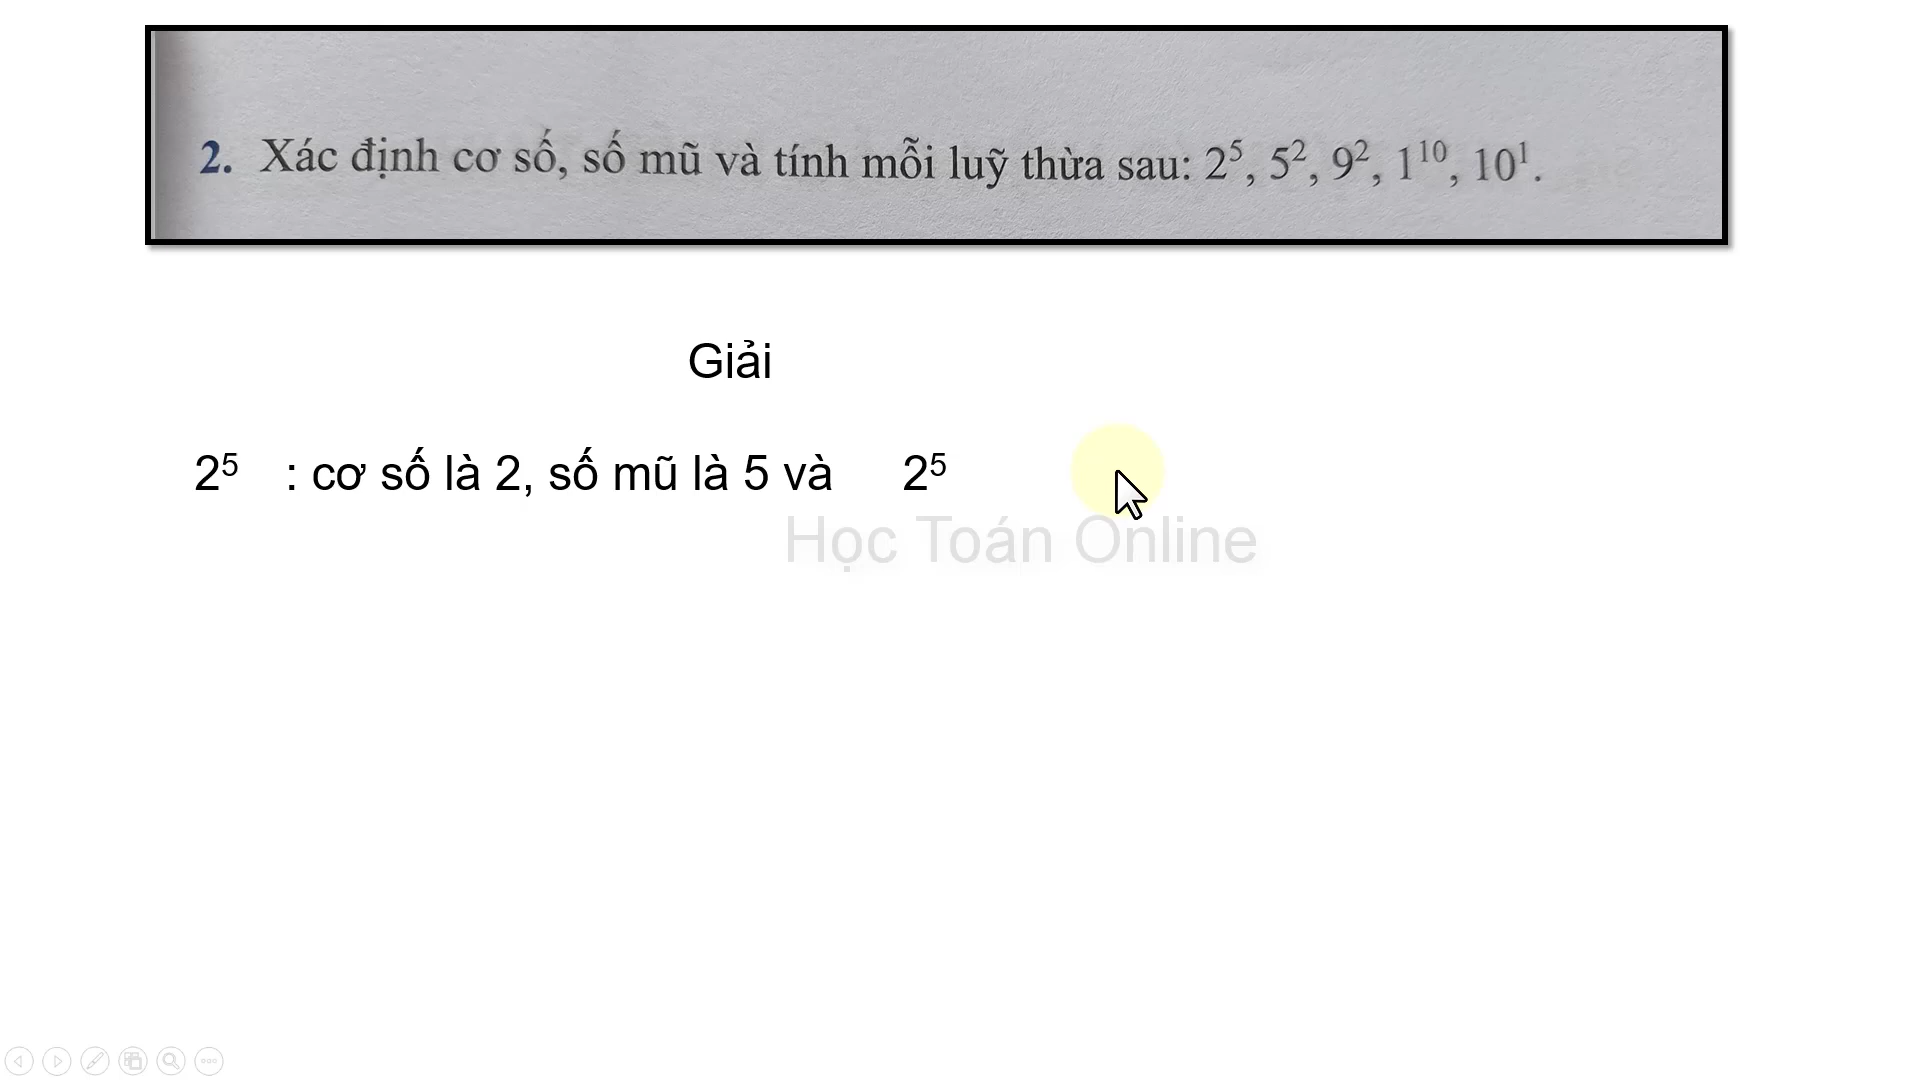 2. Xác định cơ số, số mũ và tính mỗi luỹ thừa sau: 2⁵, 5², 9², 1¹⁰, 10¹.
Giải
2⁵ : cơ số là 2, số mũ là 5 và 2⁵
Học Toán Online